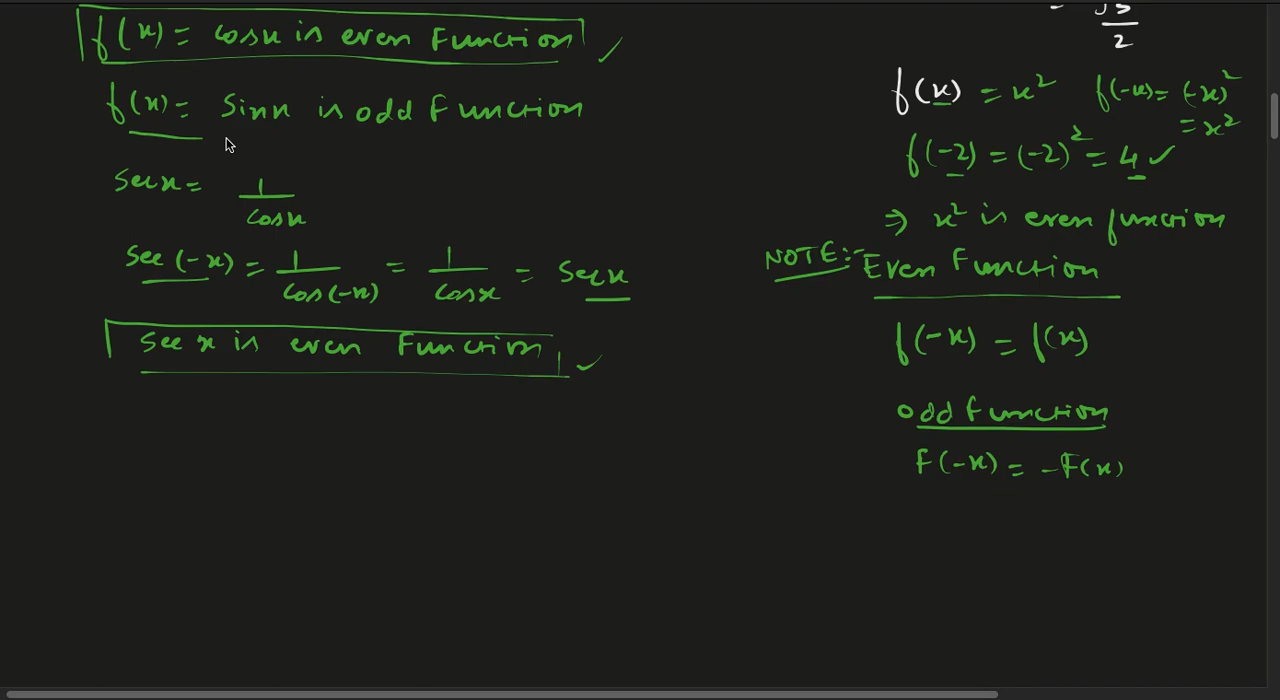 f(x) = cosx is even Function ✓
f(x) = Sinx is odd Function
Secx = 1/cosx
Sec(-x) = 1/cos(-x) = 1/cosx = Secx
Sec x is even Function ✓
= √3/2
f(x) = x² f(-x) = (-x)²
= x²
f(-2) = (-2)² = 4 ✓
⇒ x² is even function
NOTE:- Even Function
f(-x) = f(x)
odd function
F(-x) = -F(x)